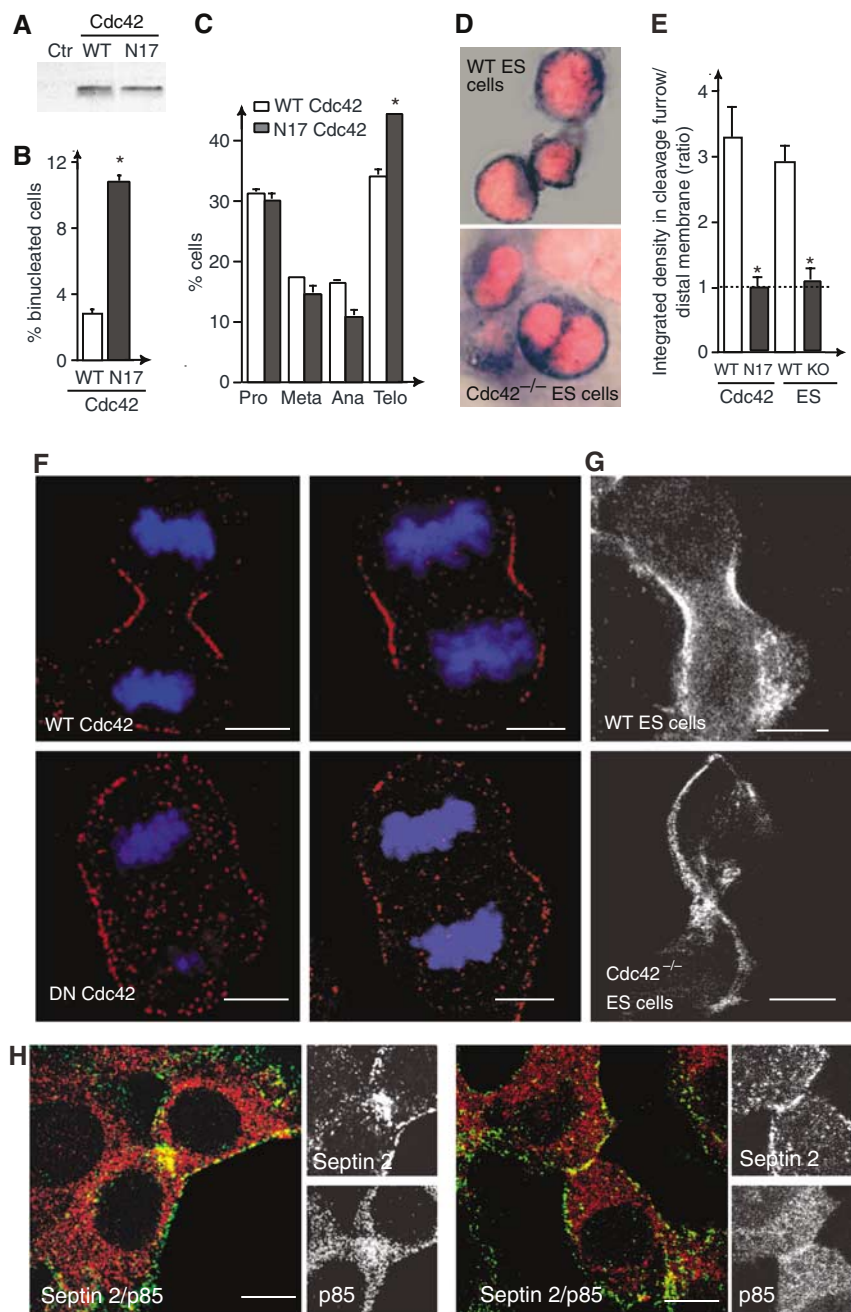 A
Cdc42
Ctr WT N17
B
% binucleated cells
12
8
4
0
*
WT N17
Cdc42
C
% cells
40
30
20
10
0
WT Cdc42
N17 Cdc42
*
Pro Meta Ana Telo
D
WT ES
cells
Cdc42−/− ES cells
E
Integrated density in cleavage furrow/
distal membrane (ratio)
4
3
2
1
0
* *
WT N17 WT KO
Cdc42 ES
F
WT Cdc42
DN Cdc42
G
WT ES cells
Cdc42−/−
ES cells
H
Septin 2/p85
Septin 2
p85
Septin 2/p85
Septin 2
p85